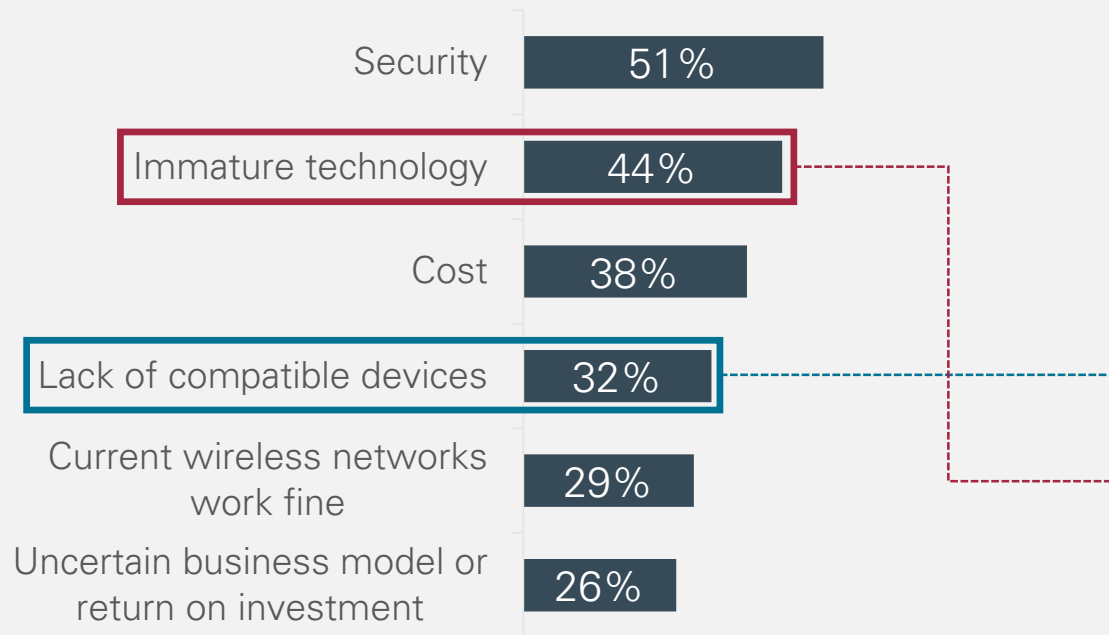 Security 51%
Immature technology 44%
Cost 38%
Lack of compatible devices 32%
Current wireless networks
work fine 29%
Uncertain business model or
return on investment 26%